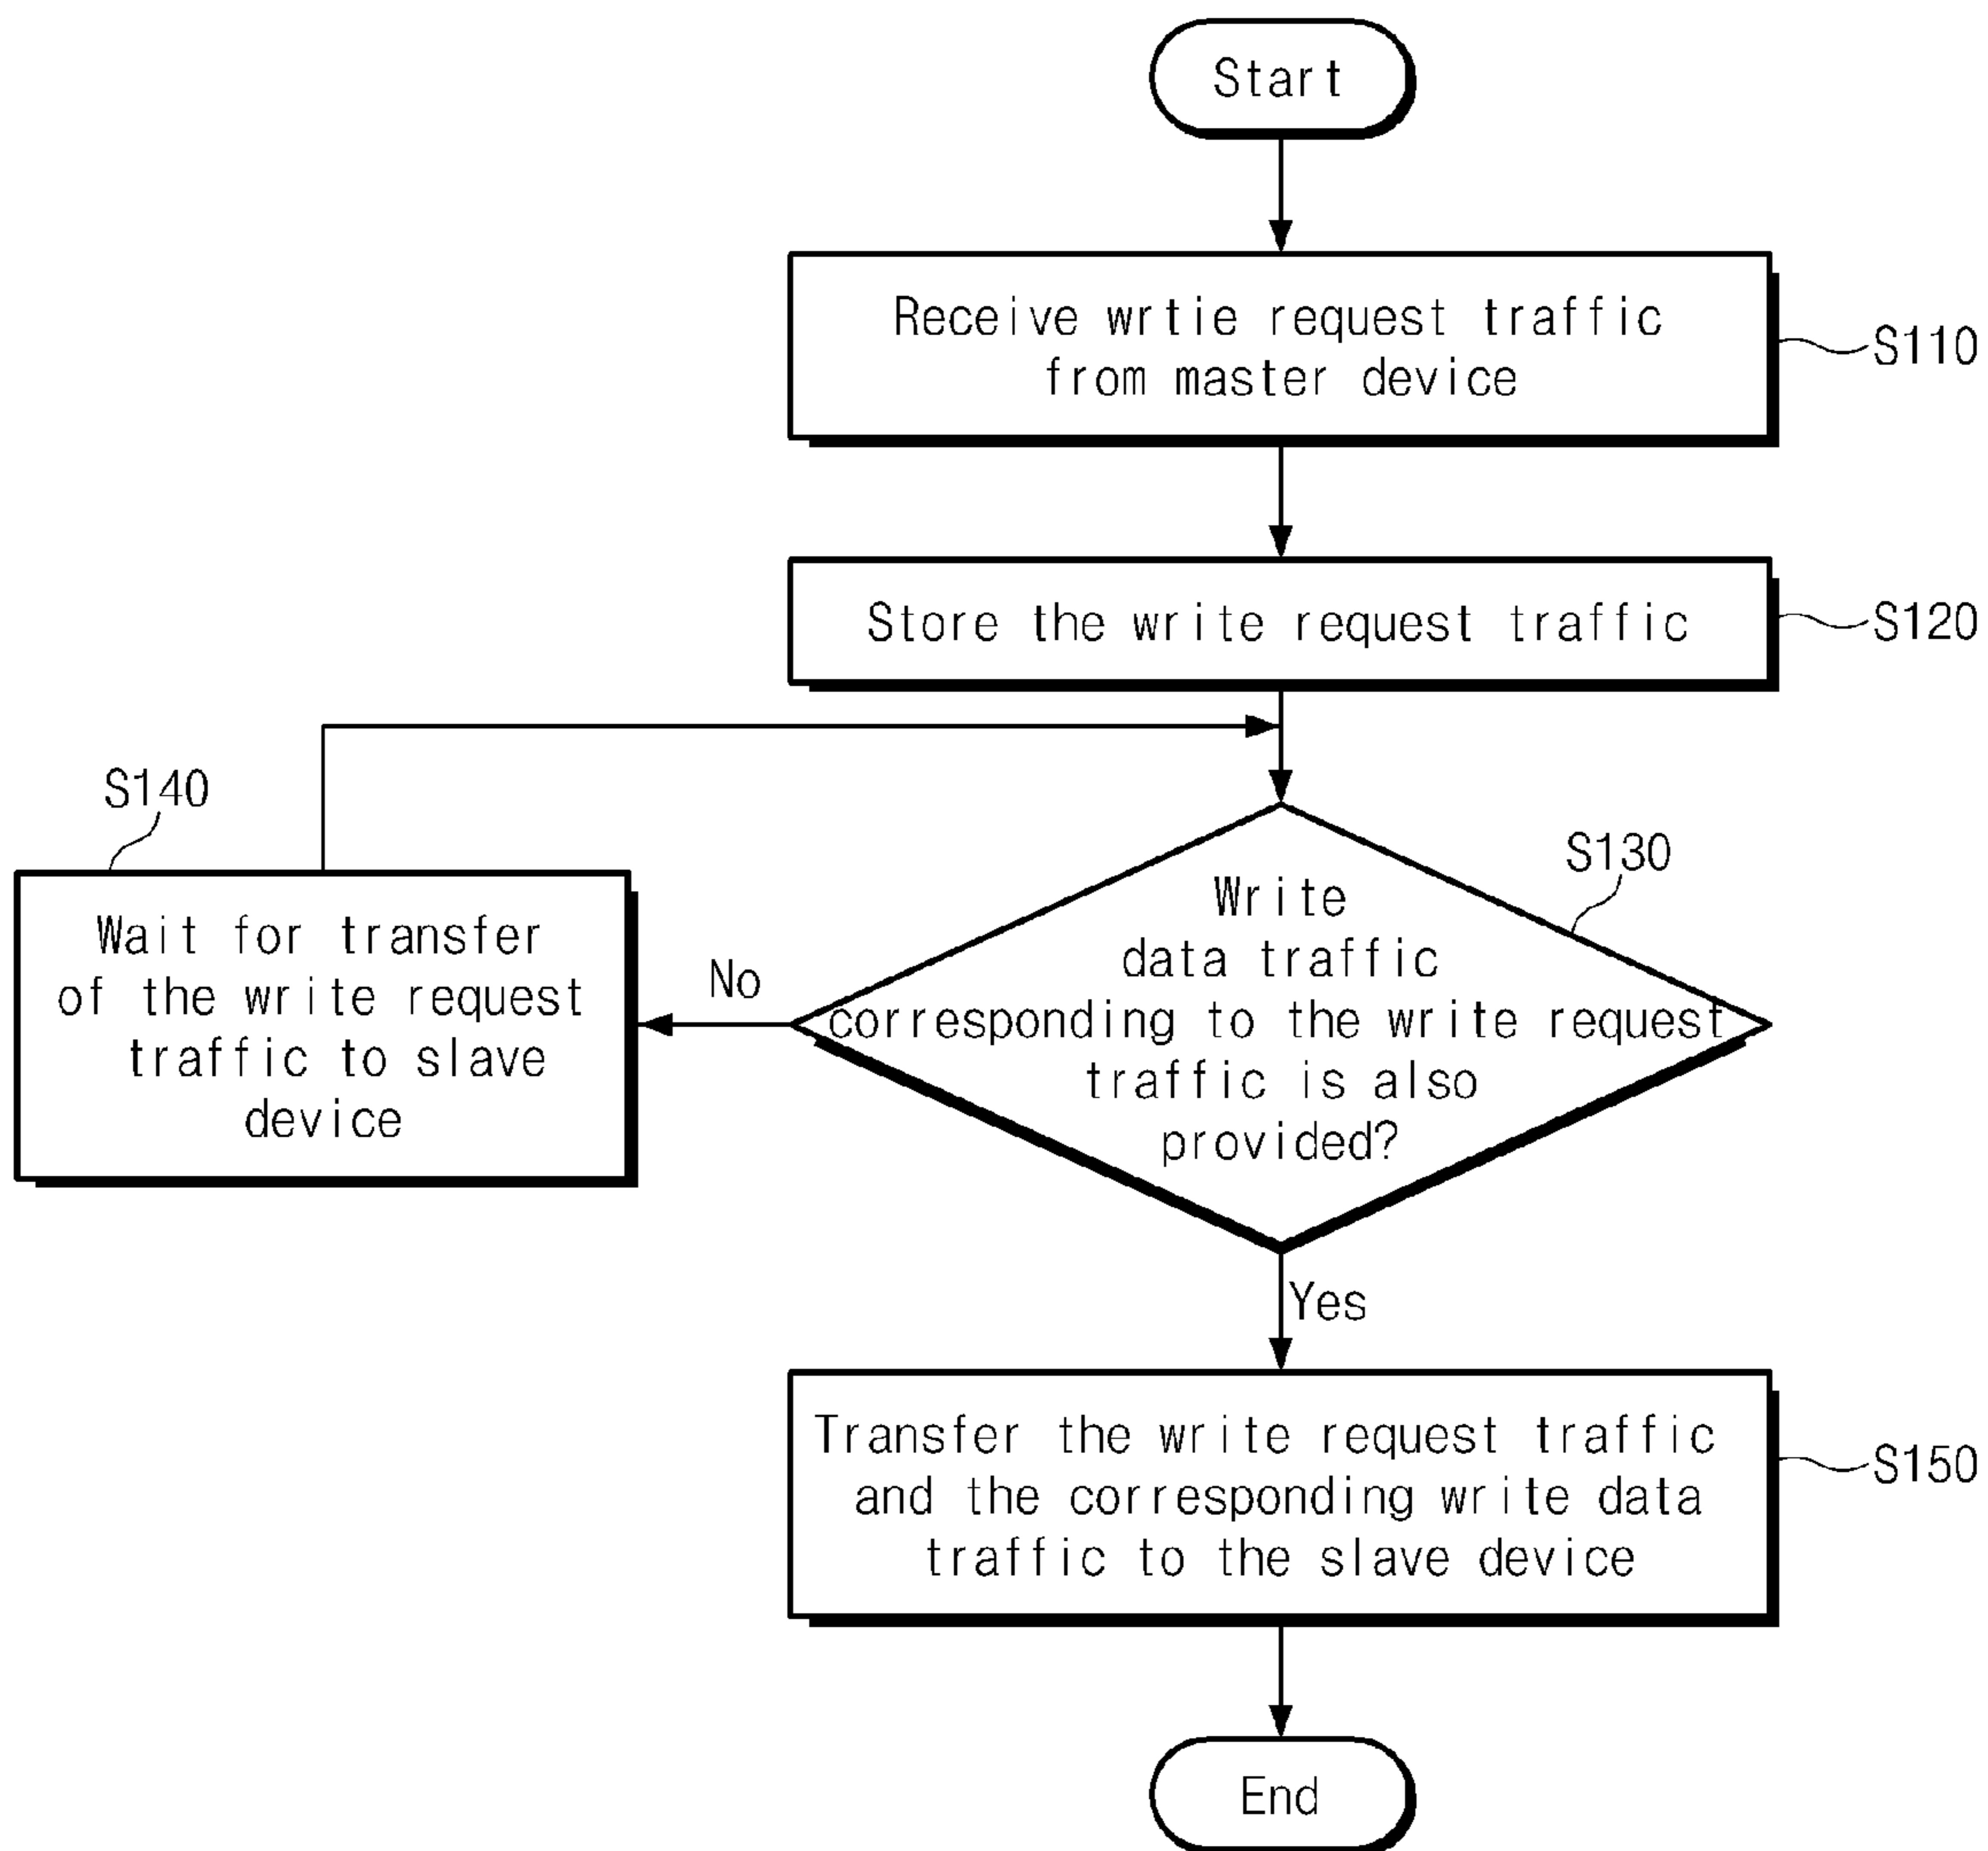 Start
Receive wrtie request traffic
from master device
S110
Store the write request traffic
S120
S140
Wait for transfer
of the write request
traffic to slave
device
No
S130
Write
data traffic
corresponding to the write request
traffic is also
provided?
Yes
Transfer the write request traffic
and the corresponding write data
traffic to the slave device
S150
End